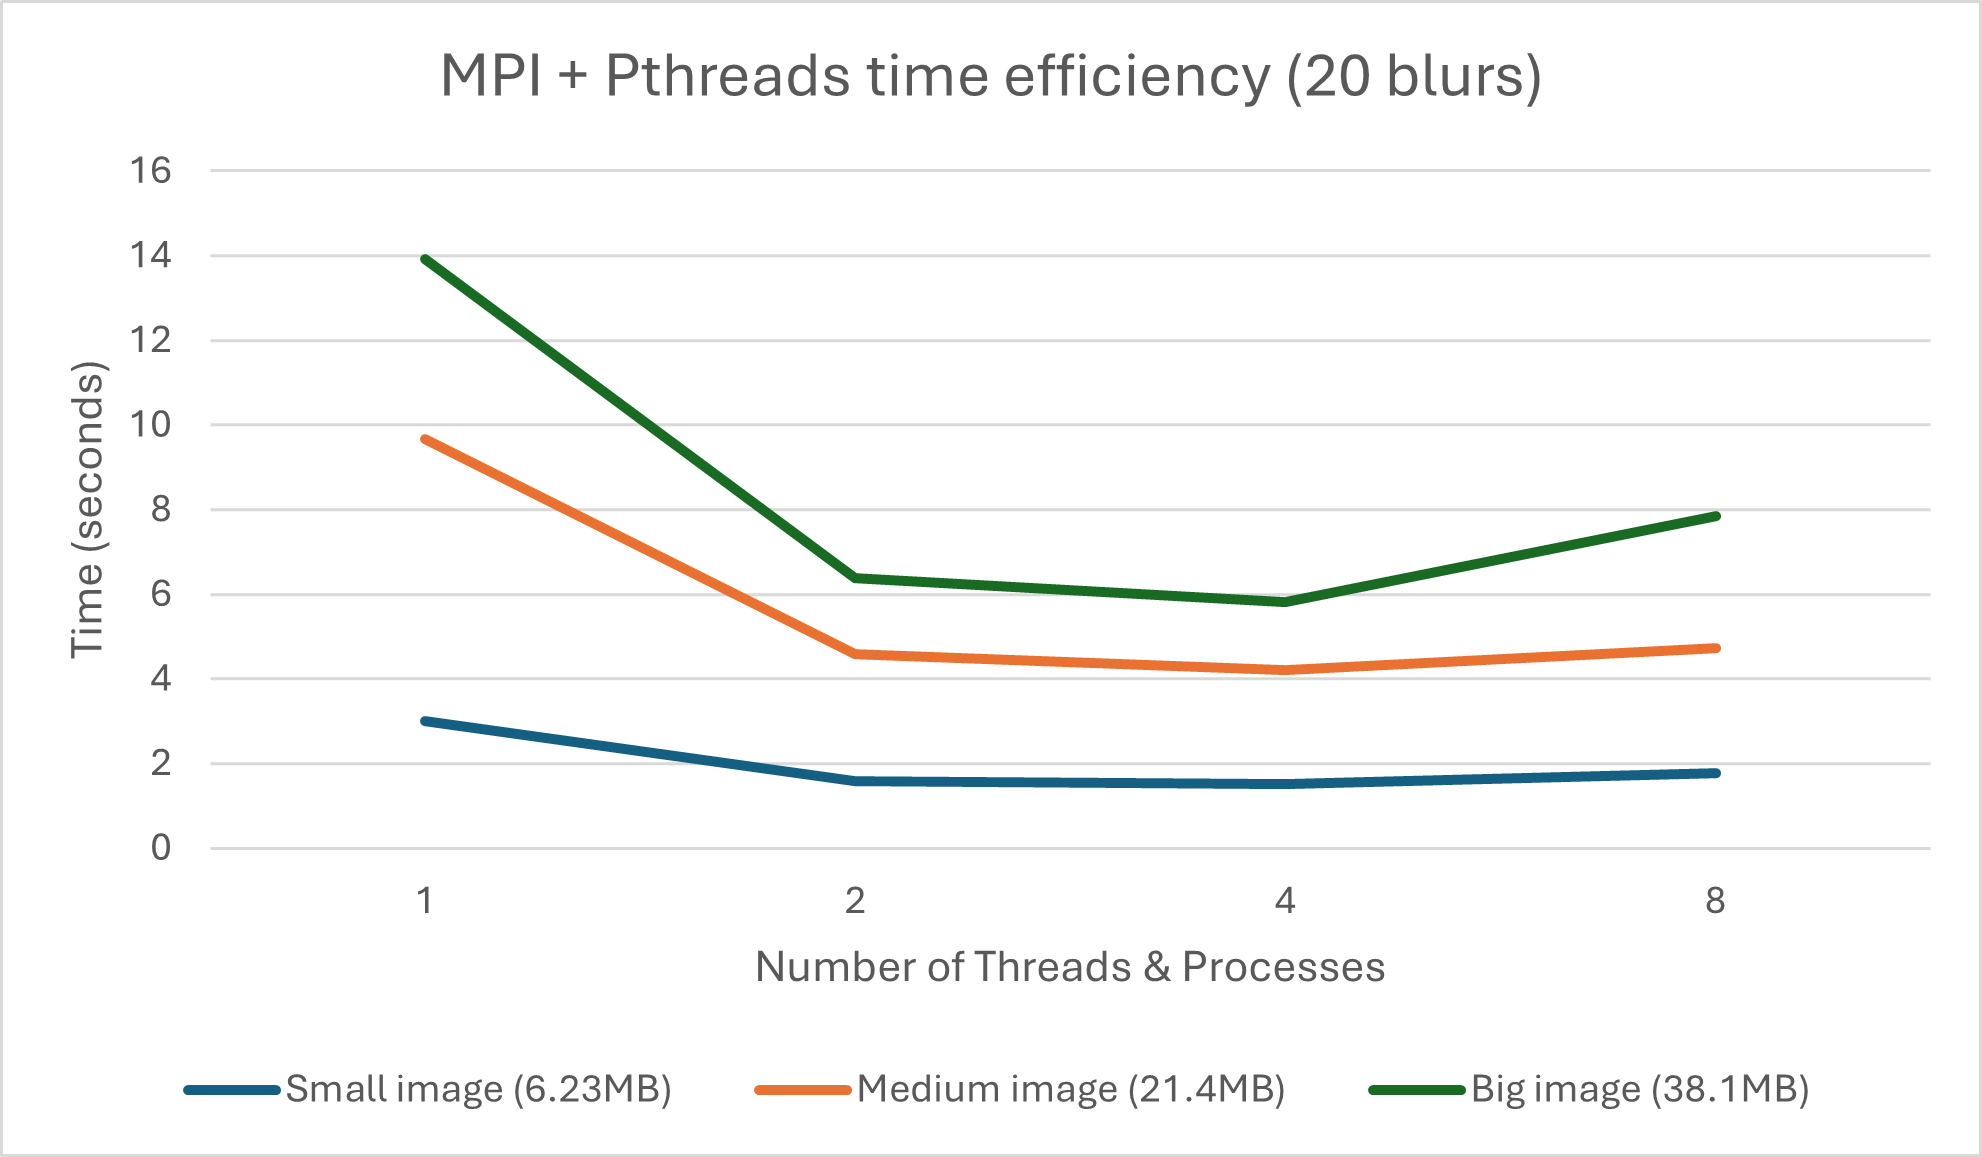 MPI + Pthreads time efficiency (20 blurs)
16
14
12
10
8
6
4
2
0
Time (seconds)
1 2 4 8
Number of Threads & Processes
Small image (6.23MB) Medium image (21.4MB) Big image (38.1MB)